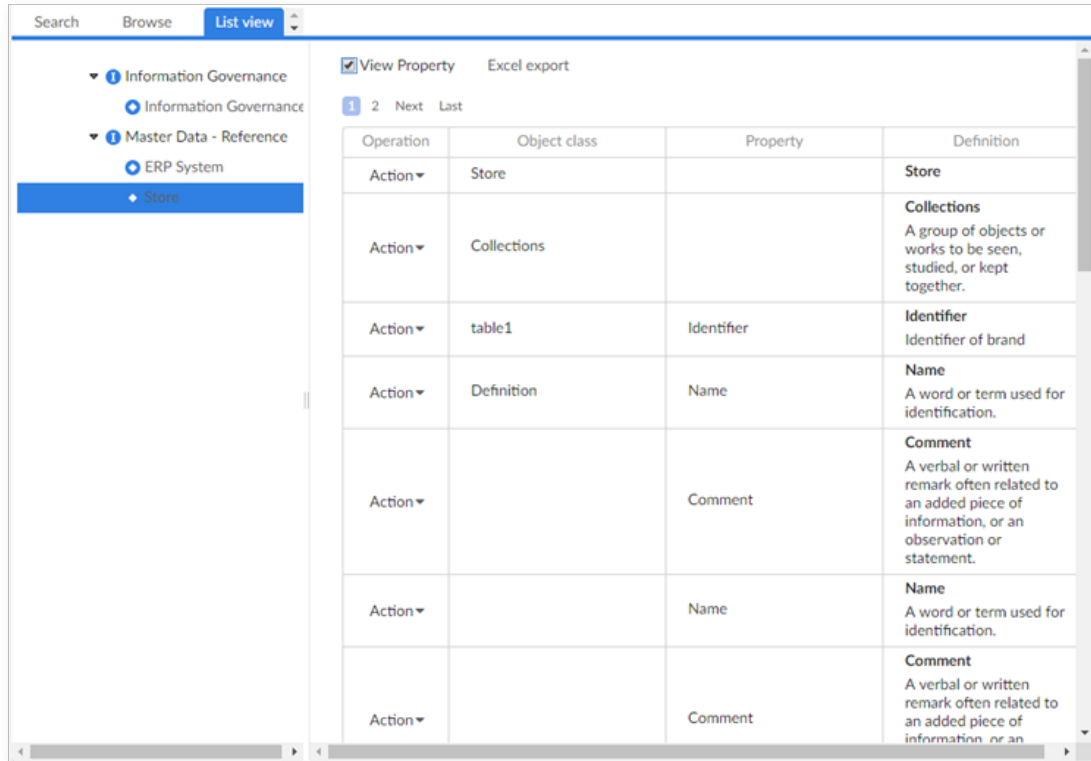 Search Browse List view
Information Governance
Information Governance
Master Data - Reference
ERP System
Store
View Property Excel export
1 2 Next Last
Operation Object class Property Definition
Action Store Store
Action Collections Collections
A group of objects or
works to be seen,
studied, or kept
together.
Action table1 Identifier Identifier
Identifier of brand
Action Definition Name Name
A word or term used for
identification.
Action Comment Comment
A verbal or written
remark often related to
an added piece of
information, or an
observation or
statement.
Action Name Name
A word or term used for
identification.
Action Comment Comment
A verbal or written
remark often related to
an added piece of
information, or an